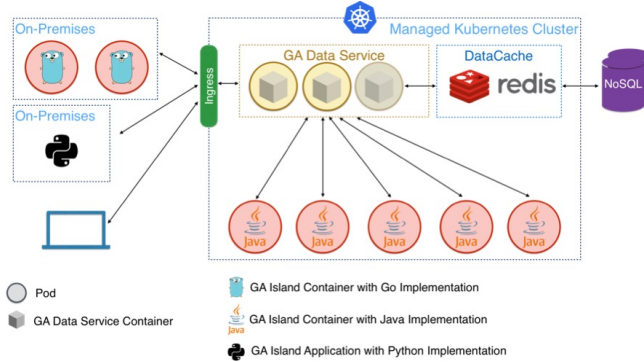 On-Premises
On-Premises
Managed Kubernetes Cluster
Ingress
GA Data Service
DataCache
redis
NoSQL
Java
Java
Java
Java
Java
Pod
GA Data Service Container
GA Island Container with Go Implementation
Java
GA Island Container with Java Implementation
GA Island Application with Python Implementation